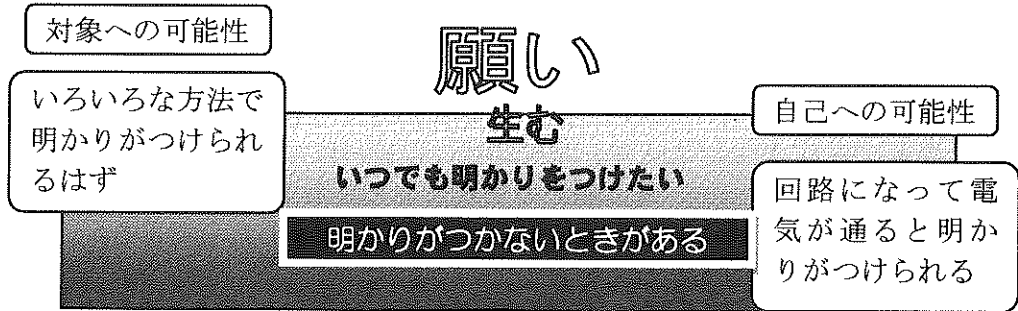 対象への可能性
願い
いろいろな方法で
明かりがつけられ
るはず
生む
自己への可能性
いつでも明かりをつけたい
回路になって電
気が通ると明か
りがつけられる
明かりがつかないときがある